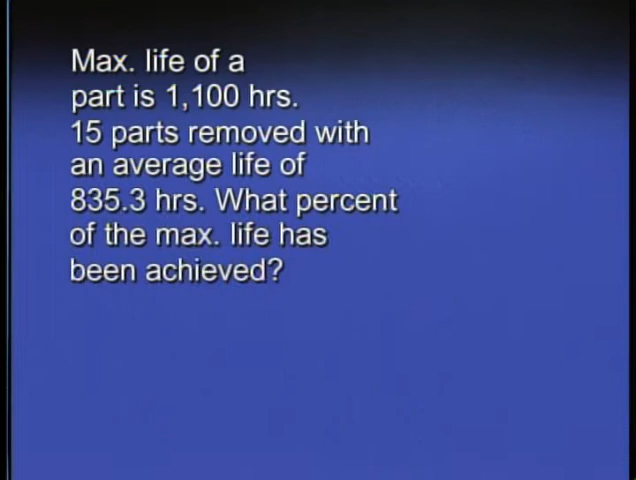 Max. life of a
part is 1,100 hrs.
15 parts removed with
an average life of
835.3 hrs. What percent
of the max. life has
been achieved?